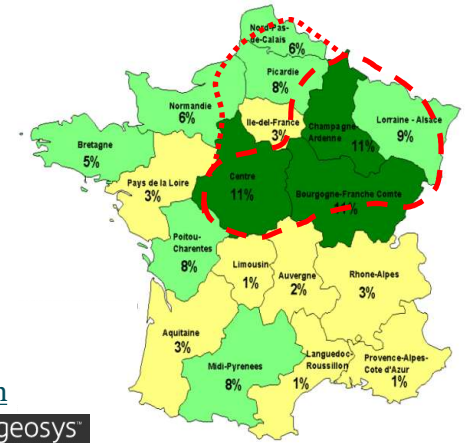 Nord-Pas-
de-Calais
6%
Picardie
8%
Normandie
6%
Ile-del-France
3%
Champagne-
Ardenne
11%
Lorraine - Alsace
9%
Bretagne
5%
Pays de la Loire
3%
Centre
11%
Bourgogne-Franche Comte
11%
Poitou-
Charentes
8%
Limousin
1%
Auvergne
2%
Rhone-Alpes
3%
Aquitaine
3%
Midi-Pyrenees
8%
Languedoc-
Roussillon
1%
Provence-Alpes-
Cote d'Azur
1%
geosys